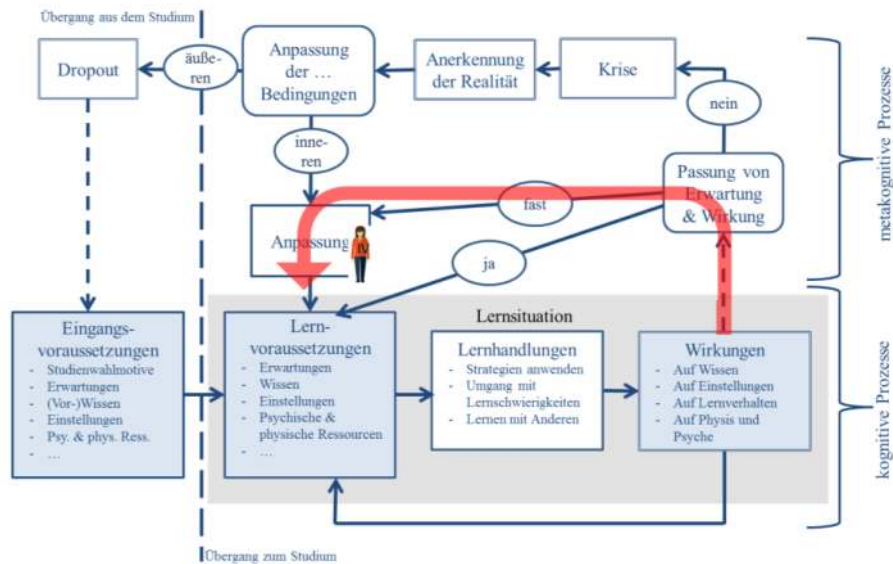 Übergang aus dem Studium
Dropout
äuße-
ren
Anpassung
der …
Bedingungen
Anerkennung
der Realität
Krise
nein
inne-
ren
Passung von
Erwartung
& Wirkung
fast
Anpassung
IV
ja
metakognitive Prozesse
Lernsituation
Eingangs-
voraussetzungen
- Studienwahlmotive
- Erwartungen
- (Vor-)Wissen
- Einstellungen
- Psy. & phys. Ress.
- …
Lern-
voraussetzungen
- Erwartungen
- Wissen
- Einstellungen
- Psychische &
physische Ressourcen
- …
Lernhandlungen
- Strategien anwenden
- Umgang mit
Lernschwierigkeiten
- Lernen mit Anderen
Wirkungen
- Auf Wissen
- Auf Einstellungen
- Auf Lernverhalten
- Auf Physis und
Psyche
kognitive Prozesse
Übergang zum Studium